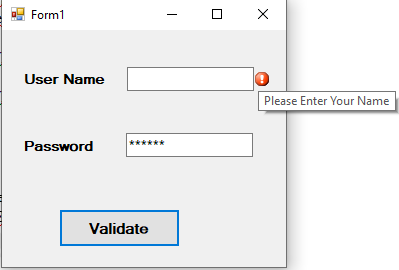 Form1
User Name
Please Enter Your Name
Password ******
Validate